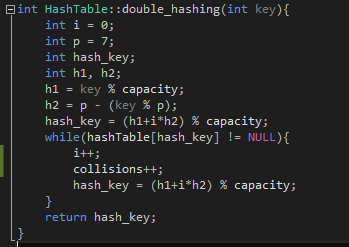 int HashTable::double_hashing(int key){
int i = 0;
int p = 7;
int hash_key;
int h1, h2;
h1 = key % capacity;
h2 = p - (key % p);
hash_key = (h1+i*h2) % capacity;
while(hashTable[hash_key] != NULL){
i++;
collisions++;
hash_key = (h1+i*h2) % capacity;
}
return hash_key;
}